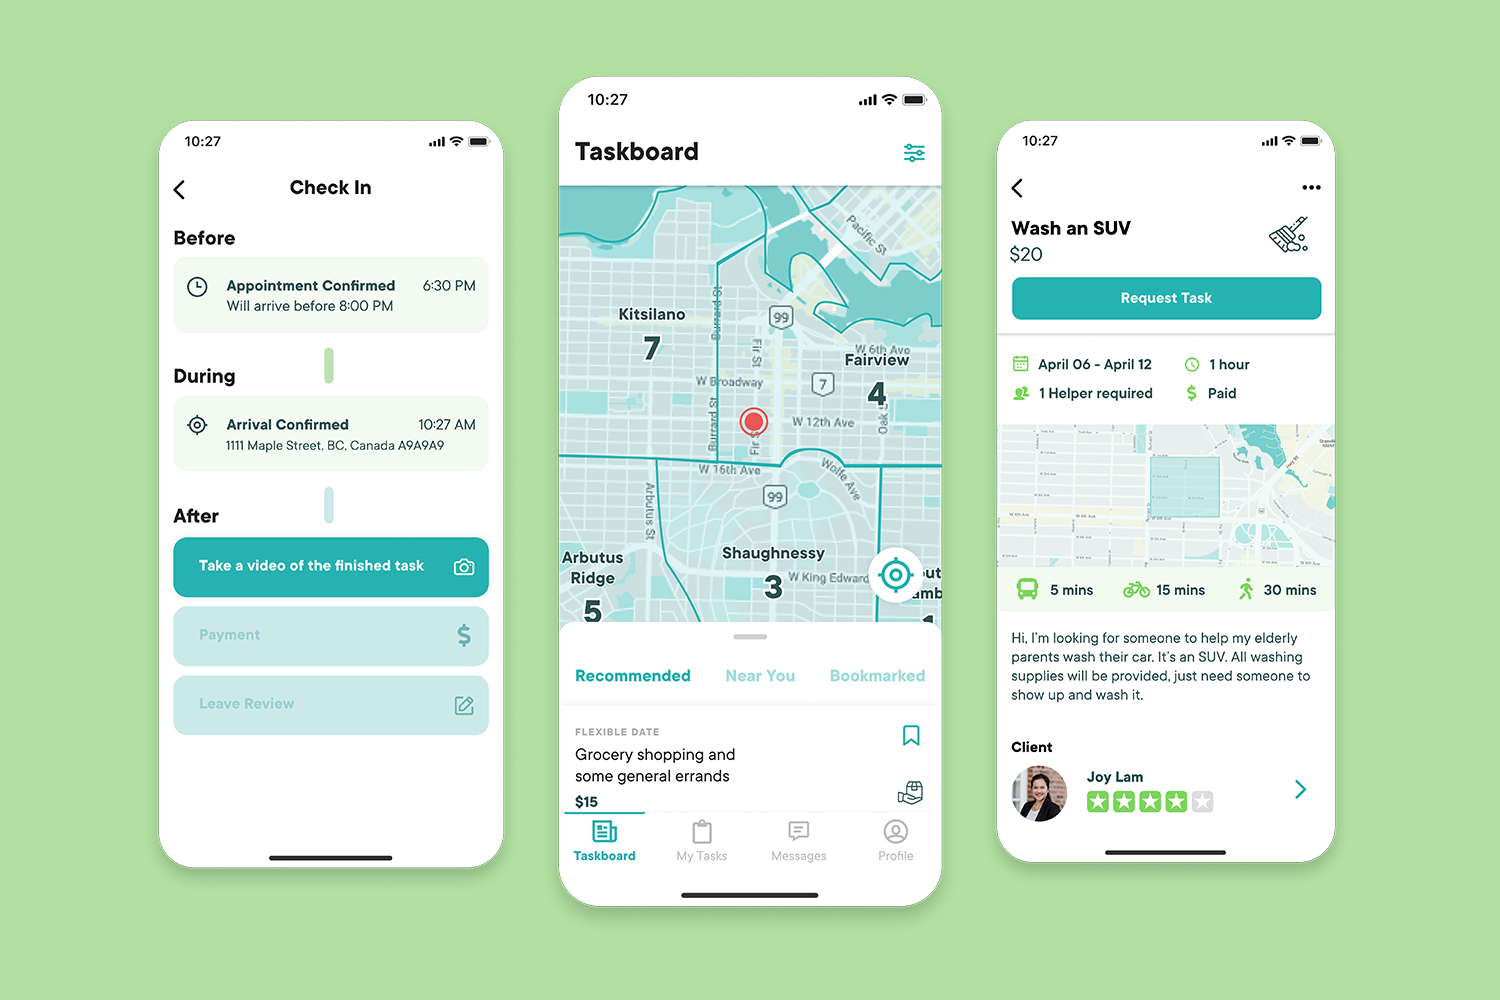 10:27
Check In
Before
Appointment Confirmed 6:30 PM
Will arrive before 8:00 PM
During
Arrival Confirmed 10:27 AM
1111 Maple Street, BC, Canada A9A9A9
After
Take a video of the finished task
Payment
$
Leave Review
10:27
Taskboard
Pacific St
Kitsilano
7
Burrard St
99
Fir St
W 6th Ave
Fairview
4
W Broadway
7
Burrard St
Fir St
W 12th Ave
Oak
W 16th Ave
Wolfe Ave
99
Arbutus St
Arbutus
Ridge
5
Shaughnessy
3
W King Edward
Recommended Near You Bookmarked
FLEXIBLE DATE
Grocery shopping and
some general errands
$15
Taskboard My Tasks Messages Profile
10:27
Wash an SUV
$20
Request Task
April 06 - April 12 1 hour
1 Helper required $ Paid
5 mins 15 mins 30 mins
Hi, I'm looking for someone to help my elderly
parents wash their car. It's an SUV. All washing
supplies will be provided, just need someone to
show up and wash it.
Client
Joy Lam